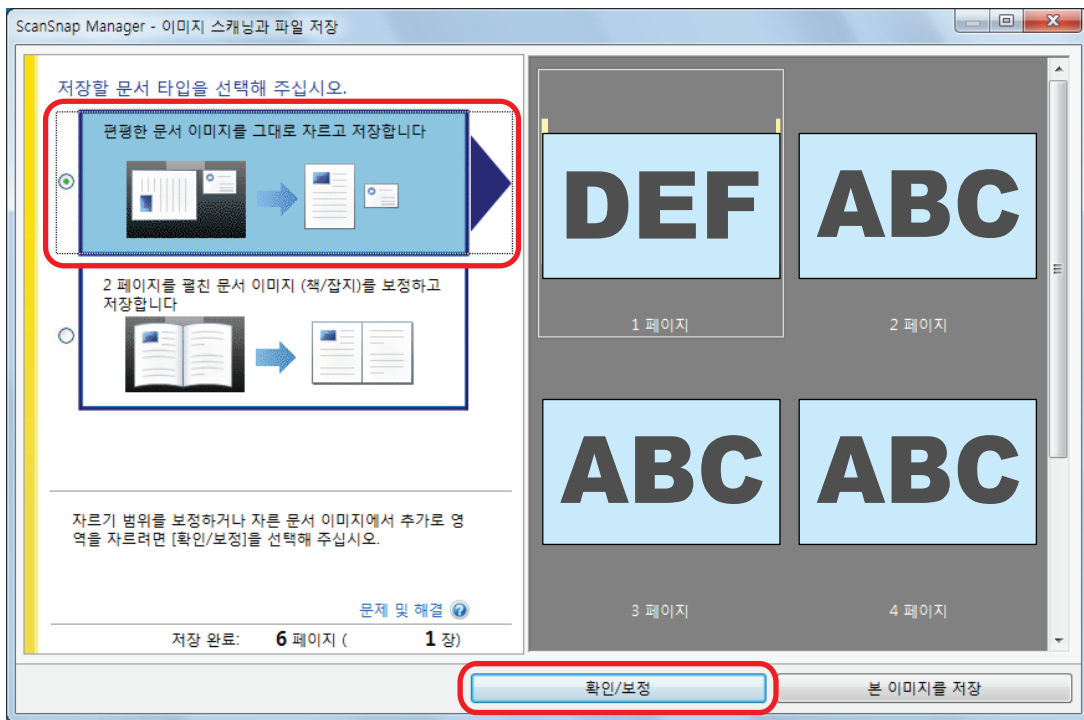 ScanSnap Manager - 이미지 스캐닝과 파일 저장
저장할 문서 타입을 선택해 주십시오.
편평한 문서 이미지를 그대로 자르고 저장합니다
2 페이지를 펼친 문서 이미지 (책/잡지)를 보정하고
저장합니다
자르기 범위를 보정하거나 자른 문서 이미지에서 추가로 영
역을 자르려면 [확인/보정]을 선택해 주십시오.
문제 및 해결 ?
저장 완료: 6 페이지 ( 1 장)
DEF
1 페이지
ABC
2 페이지
ABC
3 페이지
ABC
4 페이지
확인/보정
본 이미지를 저장